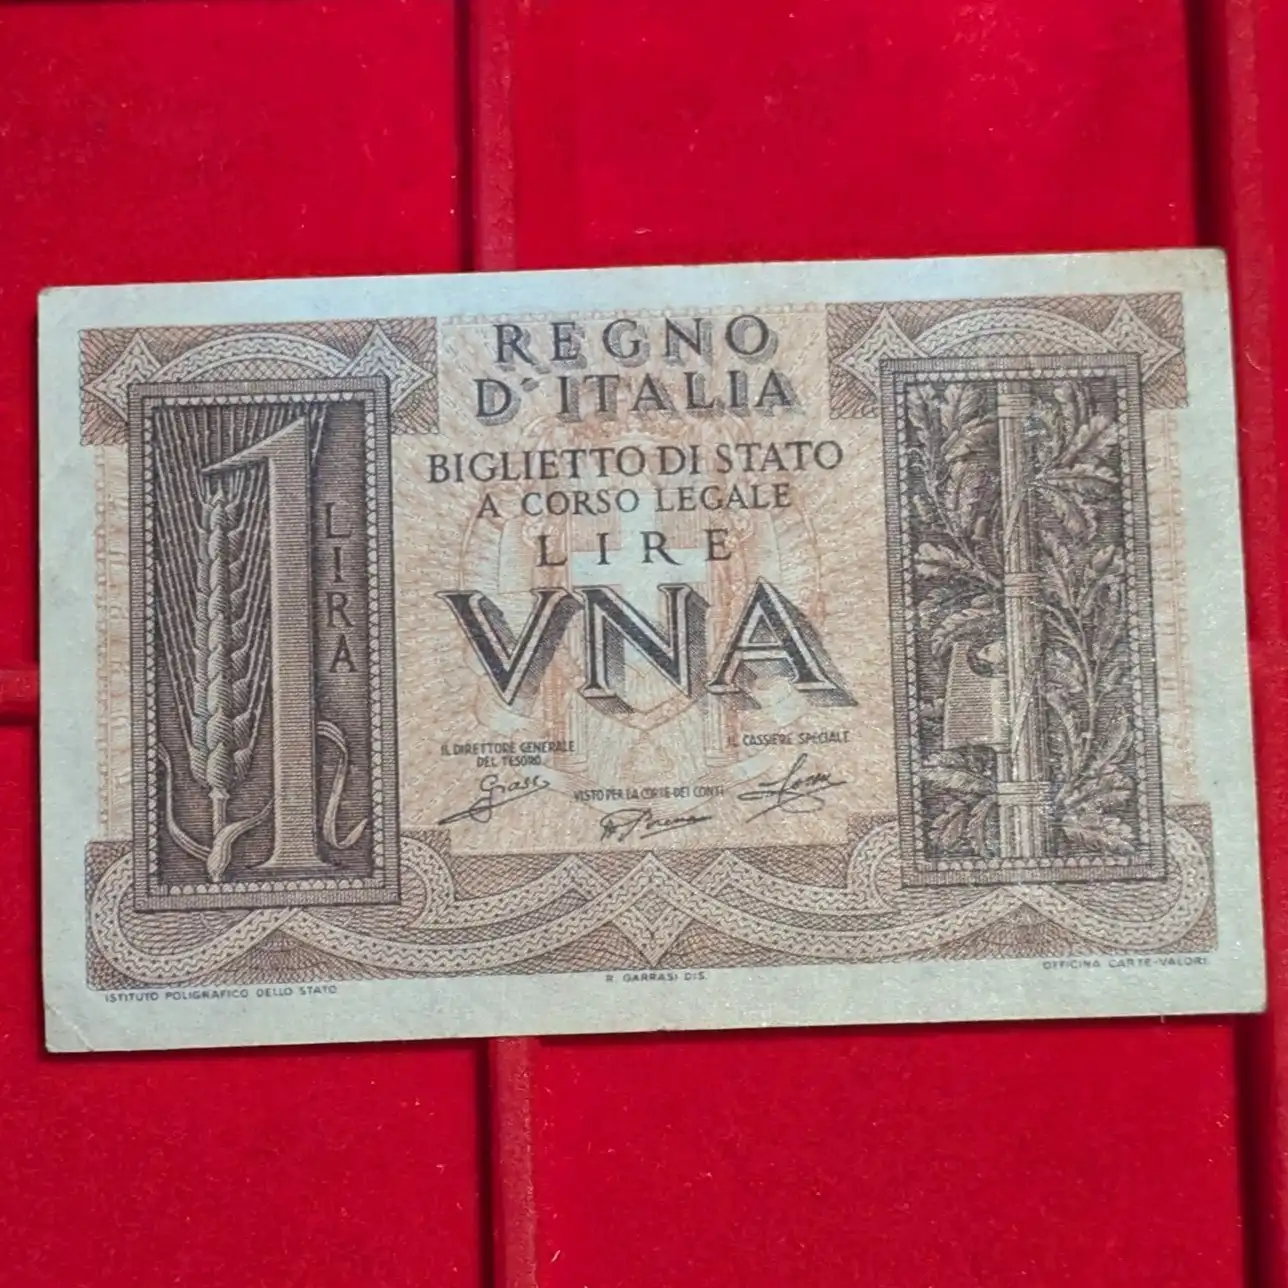 REGNO
D'ITALIA
BIGLIETTO DI STATO
A CORSO LEGALE
LIRE
VNA
1
LIRA
IL DIRETTORE GENERALE
DEL TESORO
Grassi
IL CASSIERE SPECIALE
VISTO PER LA CORTE DEI CONTI
ISTITUTO POLIGRAFICO DELLO STATO
R. GARRASI DIS.
OFFICINA CARTE-VALORI